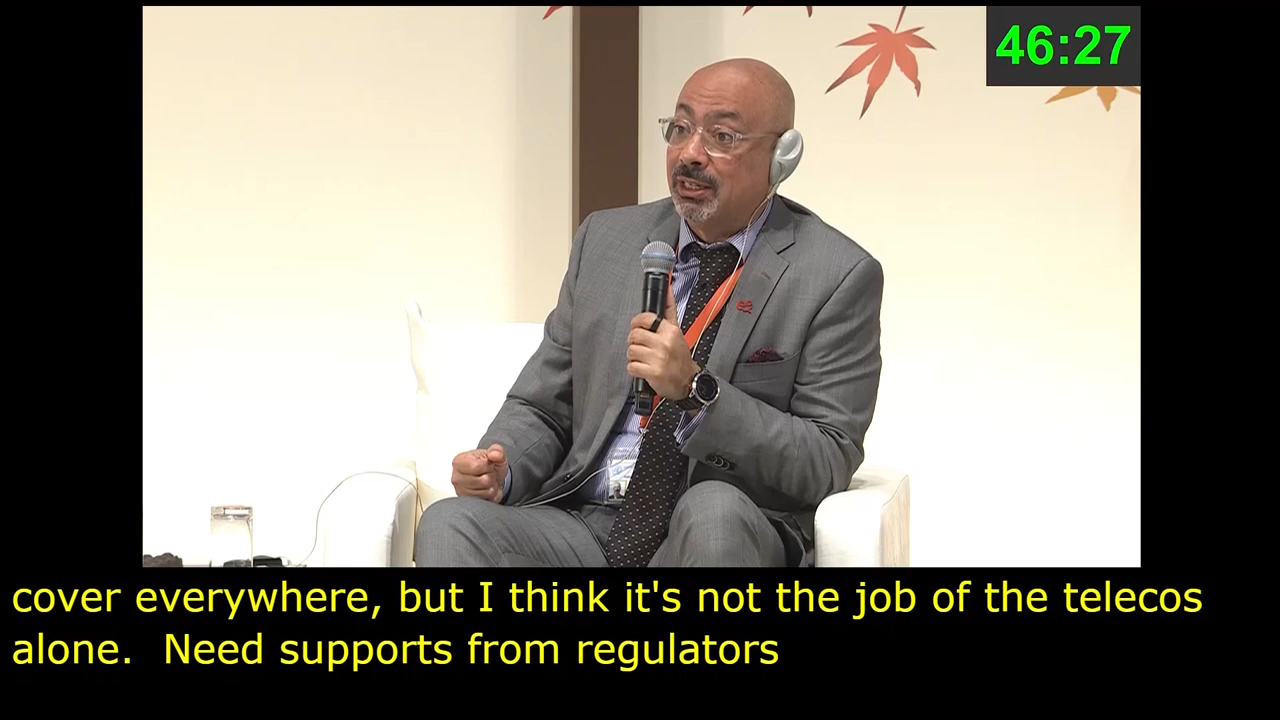 46:27
cover everywhere, but I think it's not the job of the telecos
alone.  Need supports from regulators